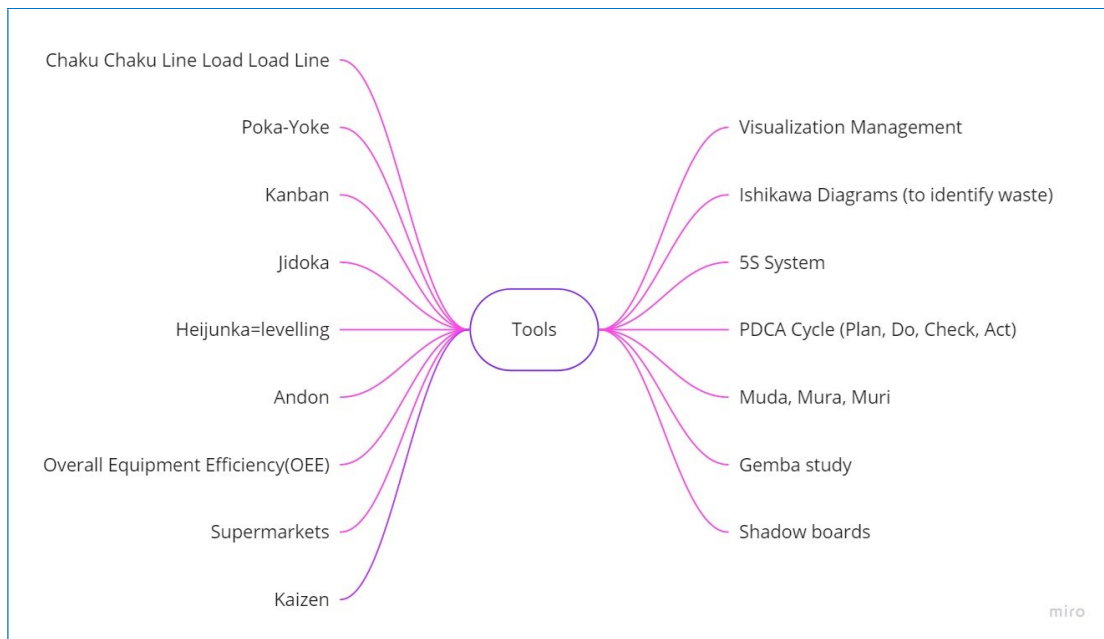 Chaku Chaku Line Load Load Line
Poka-Yoke
Kanban
Jidoka
Heijunka=levelling
Andon
Overall Equipment Efficiency(OEE)
Supermarkets
Kaizen
Tools
Visualization Management
Ishikawa Diagrams (to identify waste)
5S System
PDCA Cycle (Plan, Do, Check, Act)
Muda, Mura, Muri
Gemba study
Shadow boards
miro